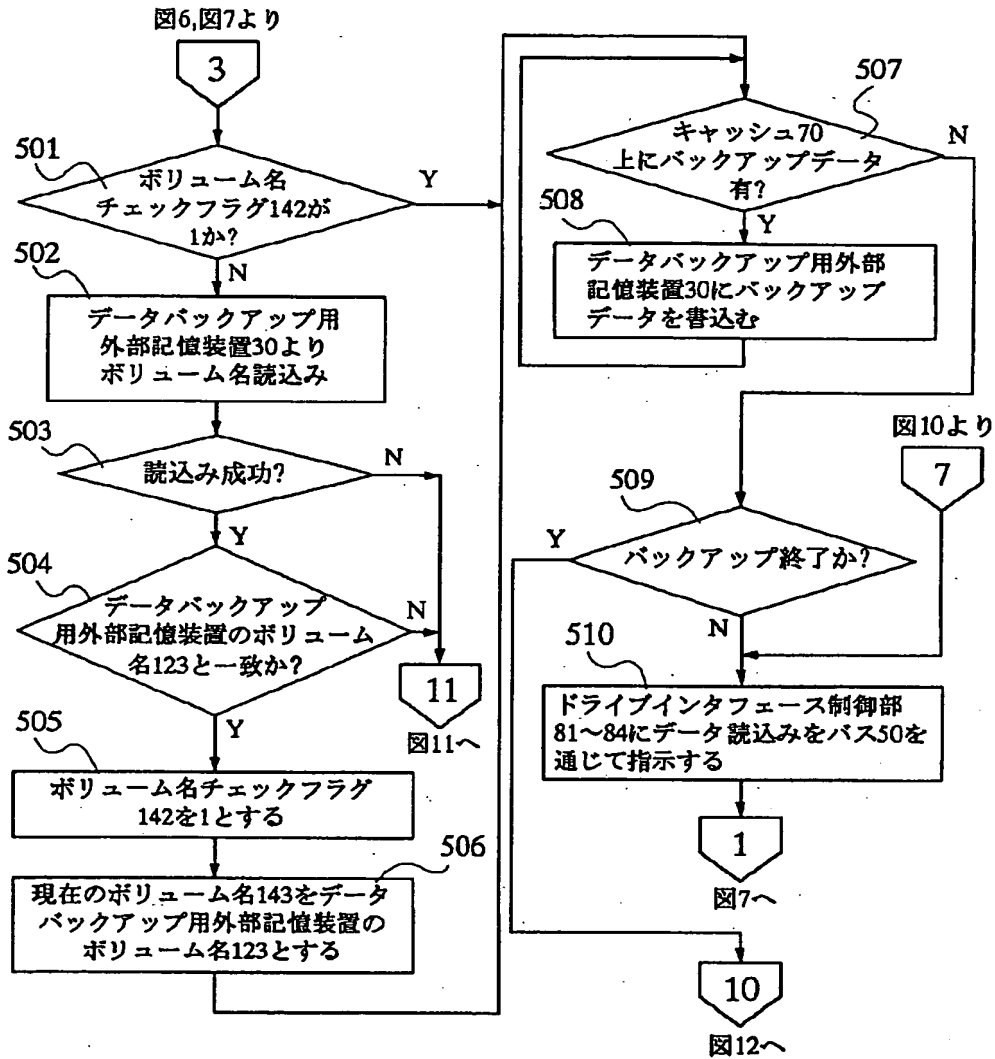 図6,図7より
3
501
ボリューム名
チェックフラグ142が
1か?
Y
N
502
データバックアップ用
外部記憶装置30より
ボリューム名読込み
503
読込み成功?
N
Y
504
データバックアップ
用外部記憶装置のボリューム
名123と一致か?
N
Y
11
図11へ
505
ボリューム名チェックフラグ
142を1とする
506
現在のボリューム名143をデータ
バックアップ用外部記憶装置の
ボリューム名123とする
507
キャッシュ70
上にバックアップデータ
有?
N
Y
508
データバックアップ用外部
記憶装置30にバックアップ
データを書込む
図10より
7
509
バックアップ終了か?
Y
N
510
ドライブインタフェース制御部
81~84にデータ読込みをバス50を
通じて指示する
1
図7へ
10
図12へ